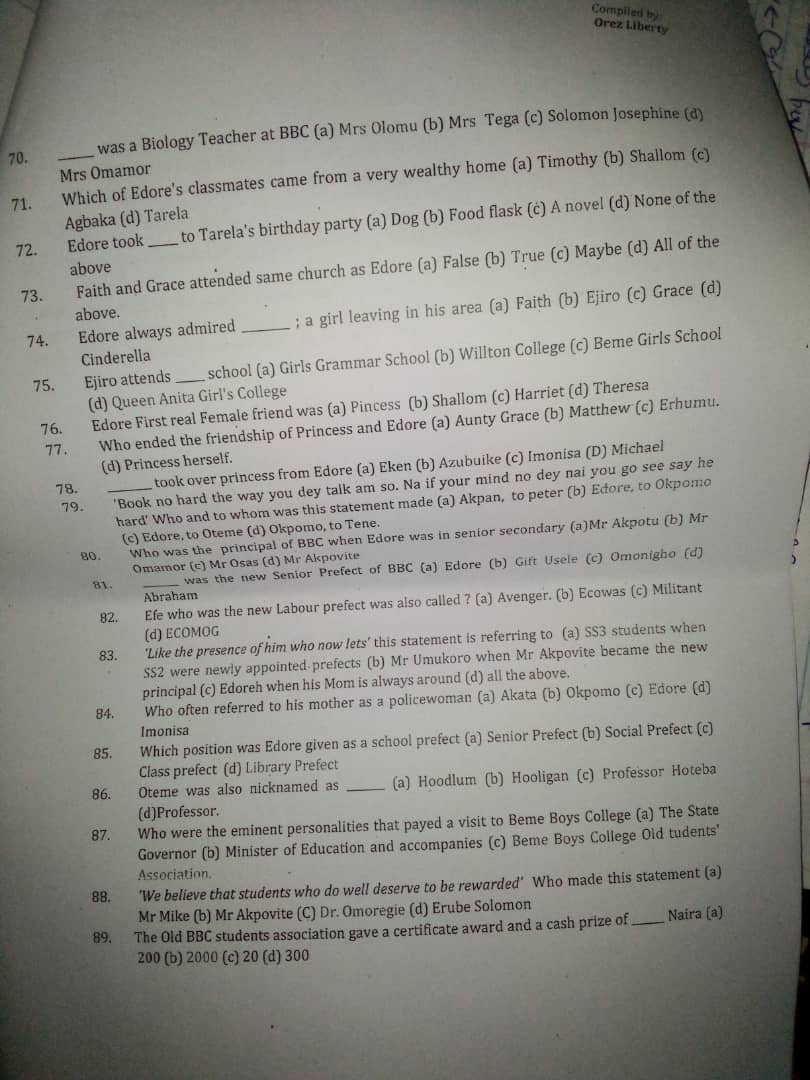 Compiled by:
Orez Liberty
70. ____ was a Biology Teacher at BBC (a) Mrs Olomu (b) Mrs Tega (c) Solomon Josephine (d)
Mrs Omamor
71. Which of Edore's classmates came from a very wealthy home (a) Timothy (b) Shallom (c)
Agbaka (d) Tarela
72. Edore took ____ to Tarela's birthday party (a) Dog (b) Food flask (c) A novel (d) None of the
above
73. Faith and Grace attended same church as Edore (a) False (b) True (c) Maybe (d) All of the
above.
74. Edore always admired ______ ; a girl leaving in his area (a) Faith (b) Ejiro (c) Grace (d)
Cinderella
75. Ejiro attends ____ school (a) Girls Grammar School (b) Willton College (c) Beme Girls School
(d) Queen Anita Girl's College
76. Edore First real Female friend was (a) Pincess (b) Shallom (c) Harriet (d) Theresa
77. Who ended the friendship of Princess and Edore (a) Aunty Grace (b) Matthew (c) Erhumu.
(d) Princess herself.
78. ______ took over princess from Edore (a) Eken (b) Azubuike (c) Imonisa (D) Michael
79. 'Book no hard the way you dey talk am so. Na if your mind no dey nai you go see say he
hard' Who and to whom was this statement made (a) Akpan, to peter (b) Edore, to Okpomo
(c) Edore, to Oteme (d) Okpomo, to Tene.
80. Who was the principal of BBC when Edore was in senior secondary (a)Mr Akpotu (b) Mr
Omamor (c) Mr Osas (d) Mr Akpovite
81. _____ was the new Senior Prefect of BBC (a) Edore (b) Gift Usele (c) Omonigho (d)
Abraham
82. Efe who was the new Labour prefect was also called ? (a) Avenger. (b) Ecowas (c) Militant
(d) ECOMOG
83. 'Like the presence of him who now lets' this statement is referring to (a) SS3 students when
SS2 were newly appointed prefects (b) Mr Umukoro when Mr Akpovite became the new
principal (c) Edoreh when his Mom is always around (d) all the above.
84. Who often referred to his mother as a policewoman (a) Akata (b) Okpomo (c) Edore (d)
Imonisa
85. Which position was Edore given as a school prefect (a) Senior Prefect (b) Social Prefect (c)
Class prefect (d) Library Prefect
86. Oteme was also nicknamed as _____ (a) Hoodlum (b) Hooligan (c) Professor Hoteba
(d)Professor.
87. Who were the eminent personalities that payed a visit to Beme Boys College (a) The State
Governor (b) Minister of Education and accompanies (c) Beme Boys College Old tudents'
Association.
88. 'We believe that students who do well deserve to be rewarded' Who made this statement (a)
Mr Mike (b) Mr Akpovite (C) Dr. Omoregie (d) Erube Solomon
89. The Old BBC students association gave a certificate award and a cash prize of ____ Naira (a)
200 (b) 2000 (c) 20 (d) 300